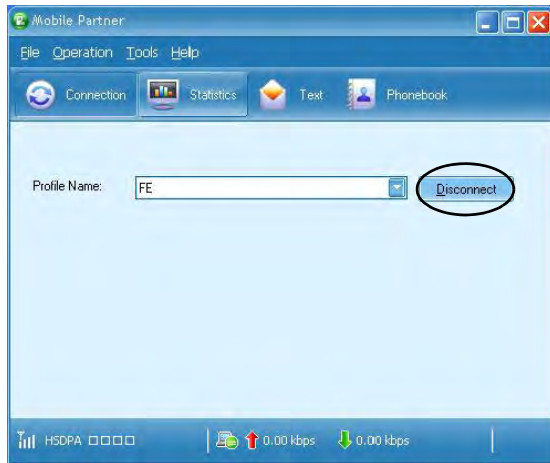 Mobile Partner
File Operation Tools Help
Connection Statistics Text Phonebook
Profile Name: FE Disconnect
HSDPA □□□□ 0.00 kbps 0.00 kbps